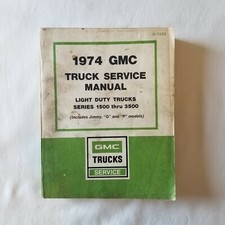 1974 GMC
TRUCK SERVICE
MANUAL
LIGHT DUTY TRUCKS
SERIES 1500 thru 3500
(Includes Jimmy, "G" and "P" models)
GMC
TRUCKS
SERVICE